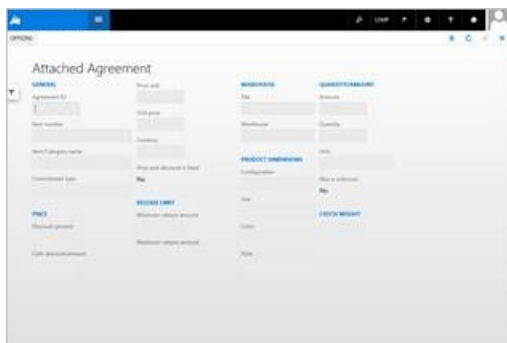 USMF
OPTIONS
Attached Agreement
GENERAL
Agreement ID
Item number
Item/Category name
Commitment type
PRICE
Discount percent
Cash discount amount
Price unit
Unit price
Currency
Price and discount is fixed
No
RELEASE LIMIT
Minimum release amount
Maximum release amount
WAREHOUSE
Site
Warehouse
PRODUCT DIMENSIONS
Configuration
Size
Color
Style
QUANTITY/AMOUNT
Amount
Quantity
Unit
Max is enforced
No
CATCH WEIGHT